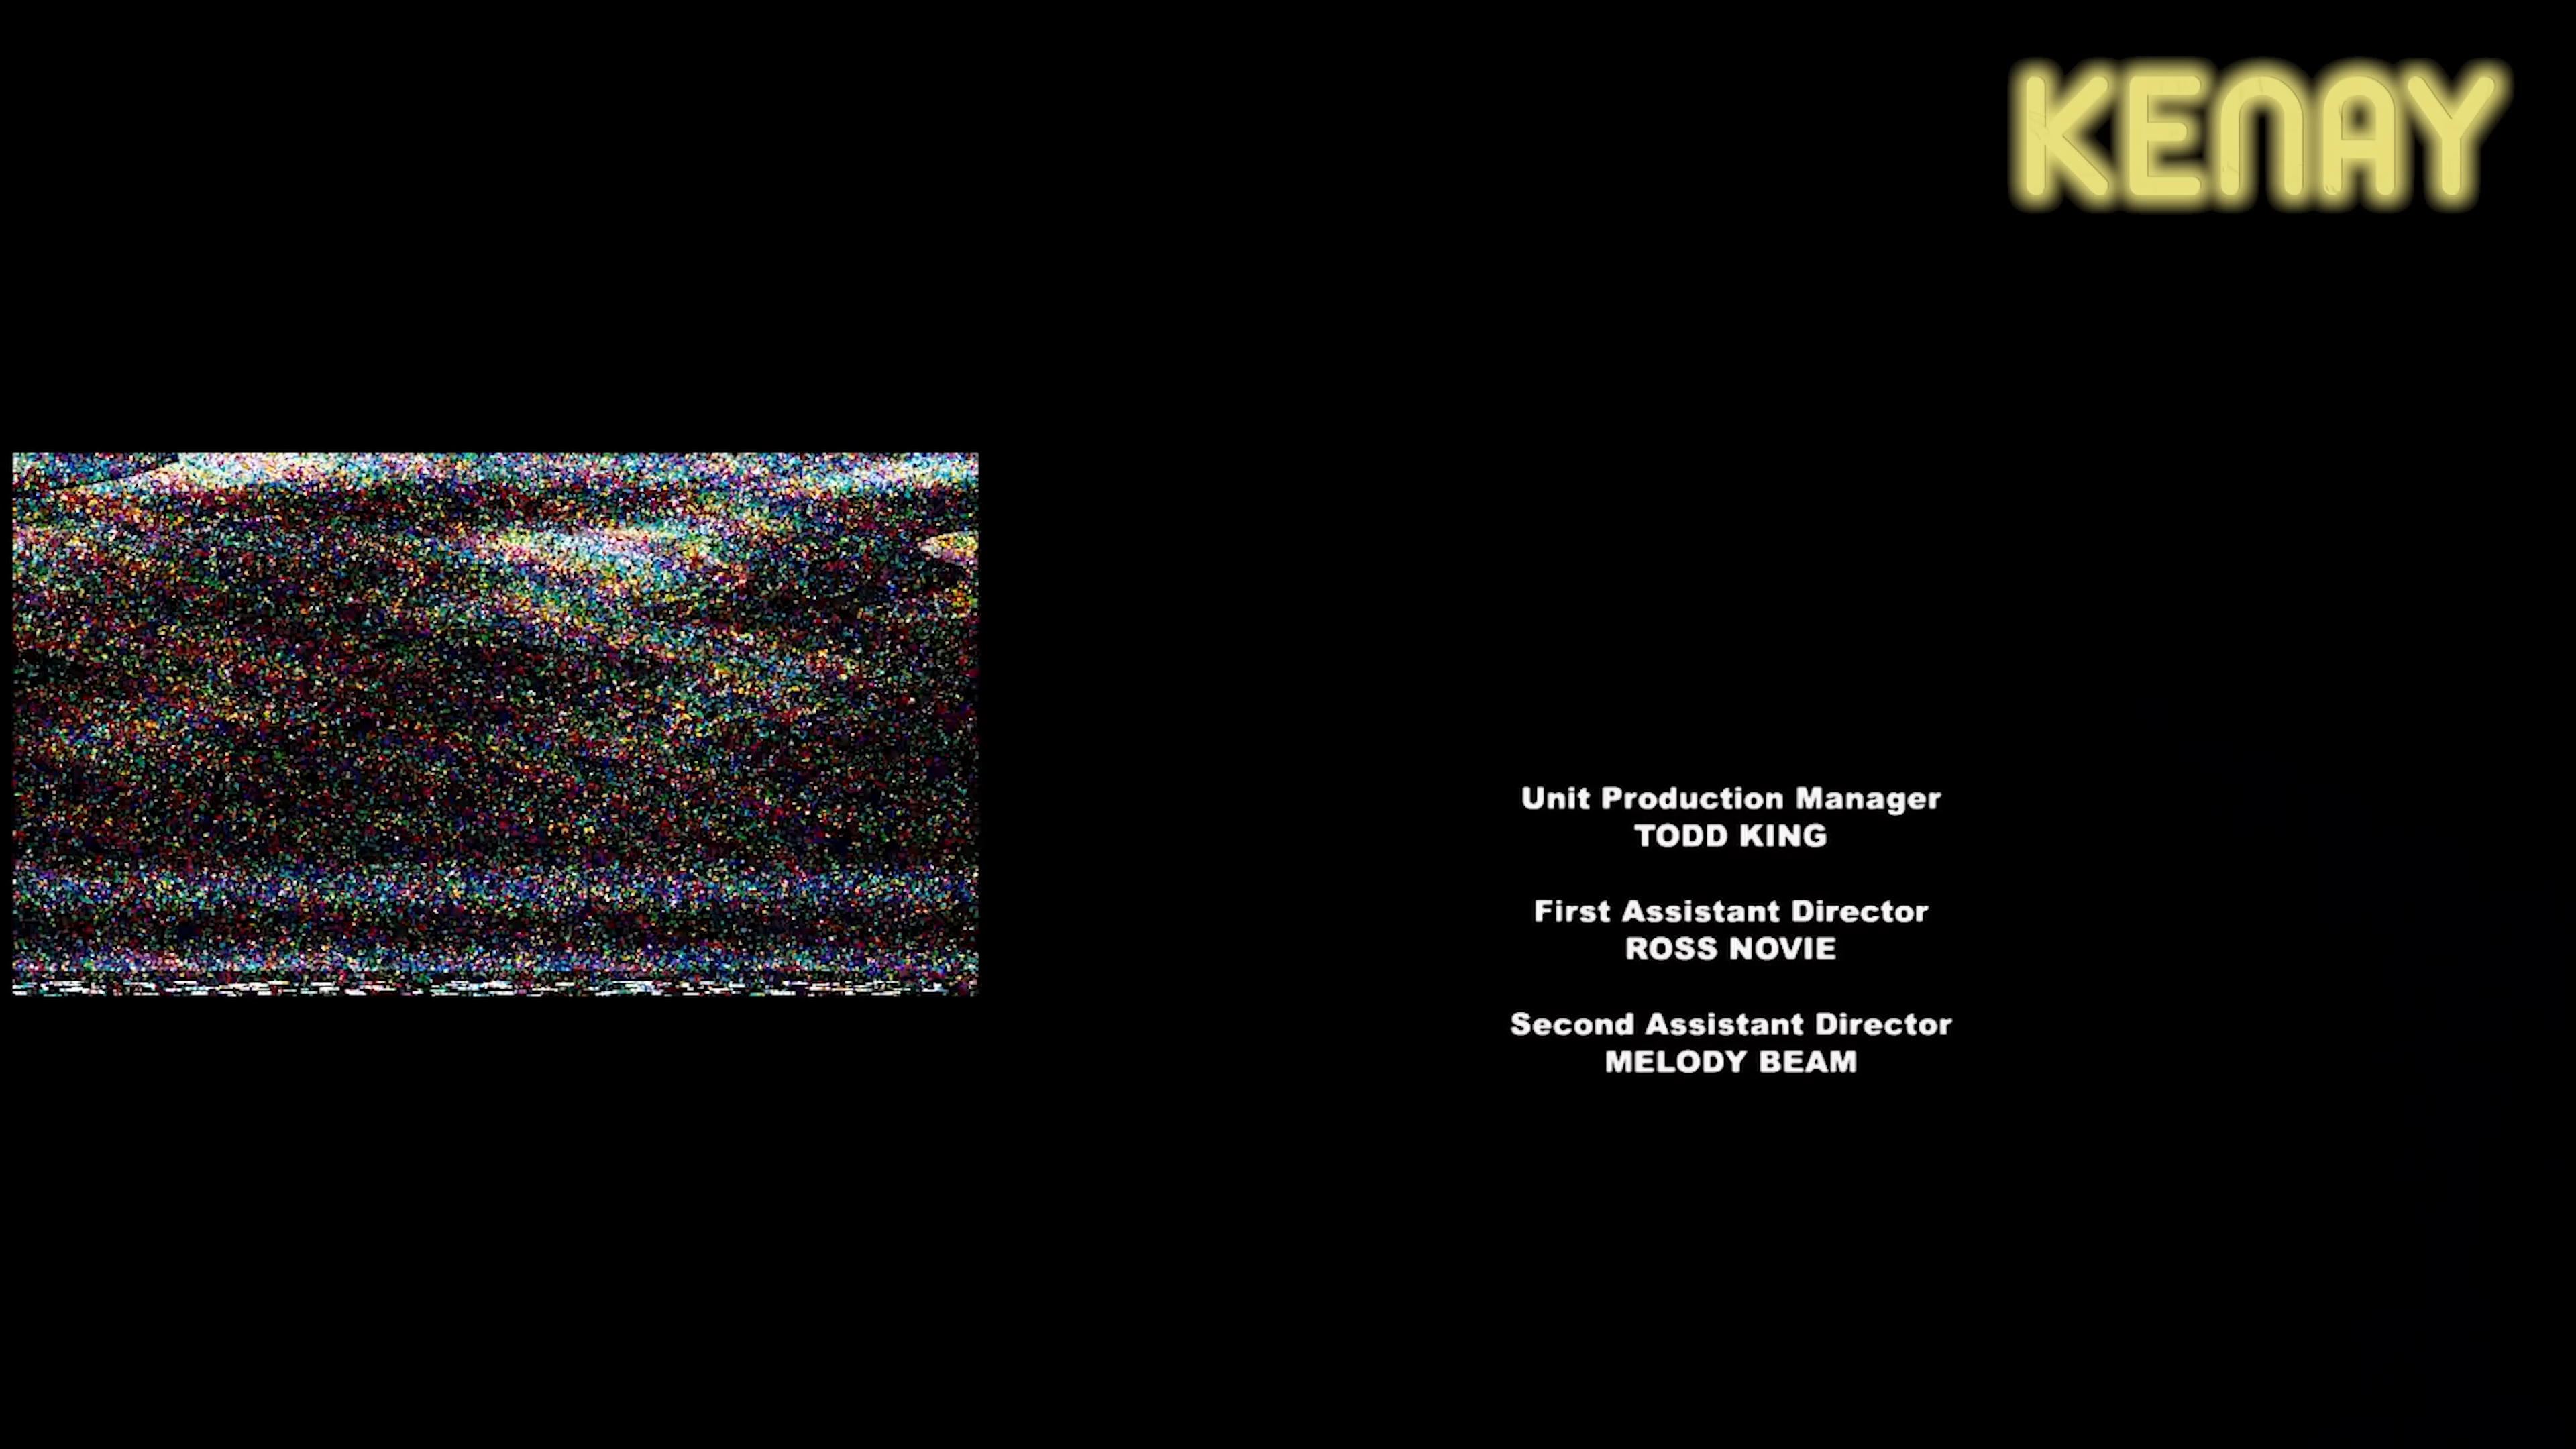 KENAY
Unit Production Manager
TODD KING
First Assistant Director
ROSS NOVIE
Second Assistant Director
MELODY BEAM